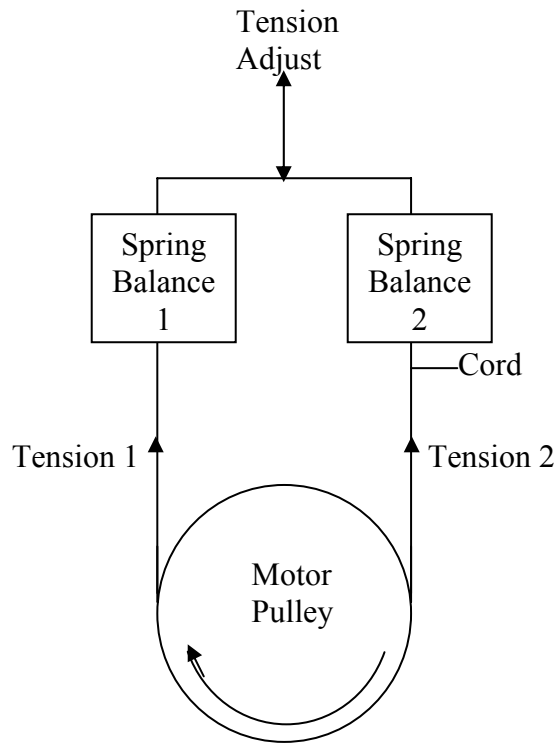 Tension
Adjust
Spring
Balance
1
Spring
Balance
2
Cord
Tension 1
Tension 2
Motor
Pulley